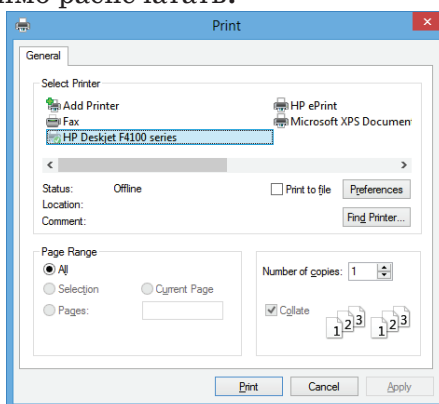 распечатать.
Print
General
Select Printer
Add Printer
HP ePrint
Fax
Microsoft XPS Documen
HP Deskjet F4100 series
Status: Offline
Print to file
Preferences
Location:
Comment:
Find Printer...
Page Range
All
Selection
Current Page
Pages:
Number of copies: 1
Collate
1 2 3 1 2 3
Print Cancel Apply